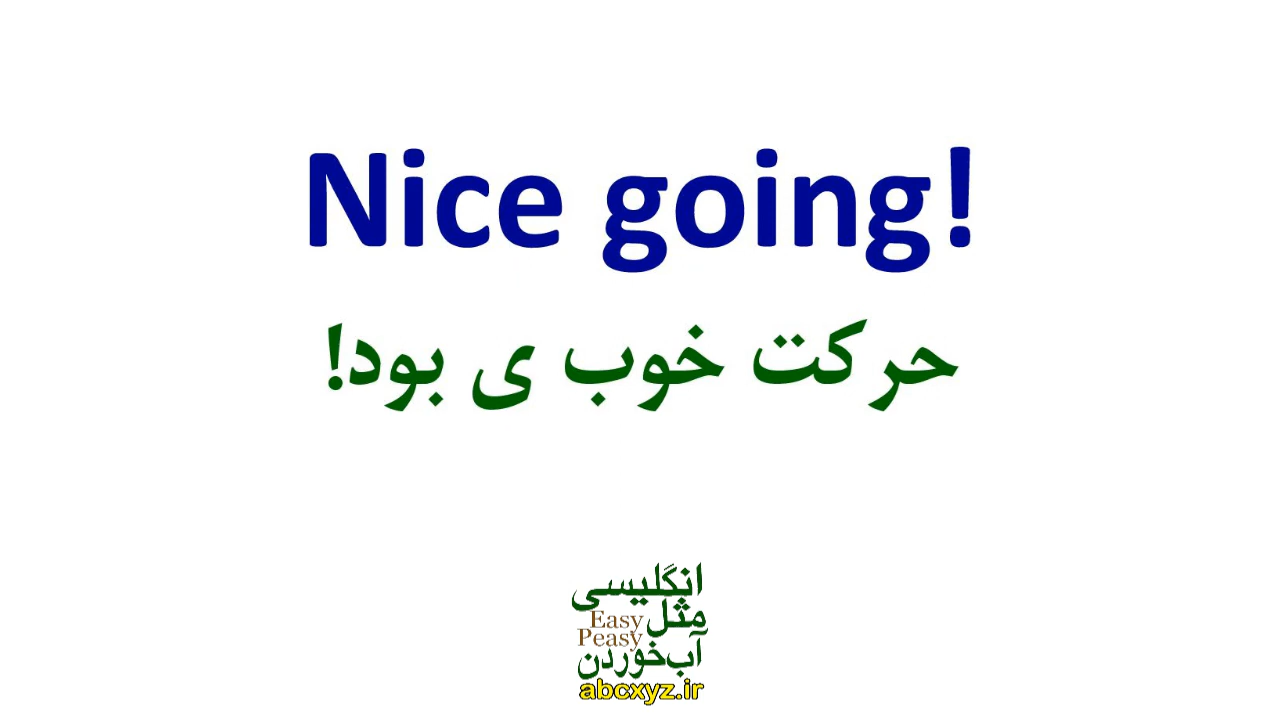 Nice going!
حرکت خوب ی بود!
انگلیسی
مثل
Easy
Peasy
آب‌خوردن
abcxyz.ir